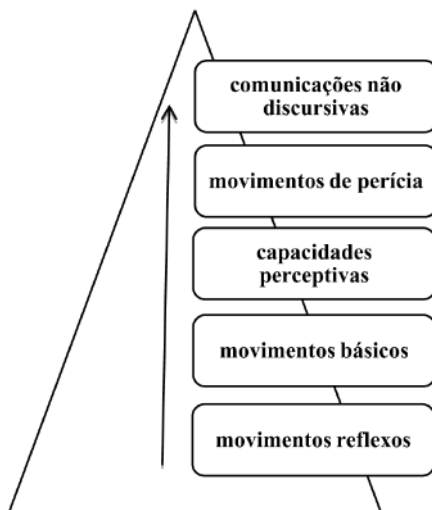 comunicações não
discursivas
movimentos de perícia
capacidades
perceptivas
movimentos básicos
movimentos reflexos